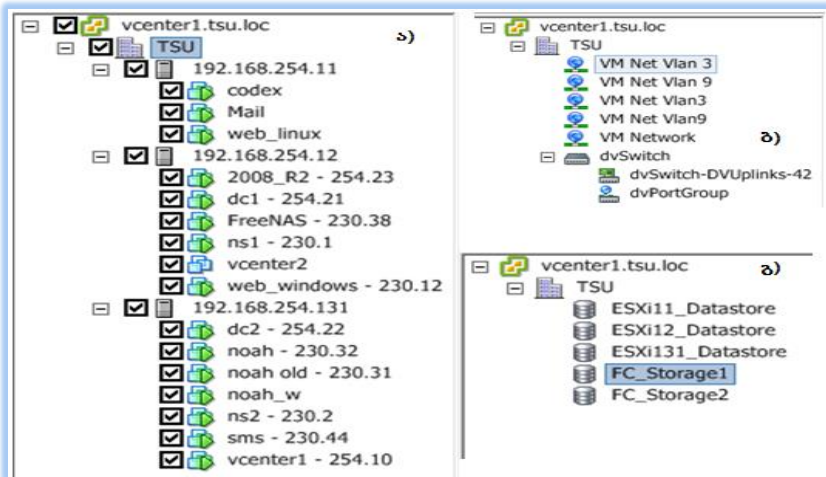 vcenter1.tsu.loc
ა)
TSU
192.168.254.11
codex
Mail
web_linux
192.168.254.12
2008_R2 - 254.23
dc1 - 254.21
FreeNAS - 230.38
ns1 - 230.1
vcenter2
web_windows - 230.12
192.168.254.131
dc2 - 254.22
noah - 230.32
noah old - 230.31
noah_w
ns2 - 230.2
sms - 230.44
vcenter1 - 254.10
vcenter1.tsu.loc
TSU
VM Net Vlan 3
VM Net Vlan 9
VM Net Vlan3
VM Net Vlan9
VM Network
ბ)
dvSwitch
dvSwitch-DVUplinks-42
dvPortGroup
vcenter1.tsu.loc
გ)
TSU
ESXi11_Datastore
ESXi12_Datastore
ESXi131_Datastore
FC_Storage1
FC_Storage2